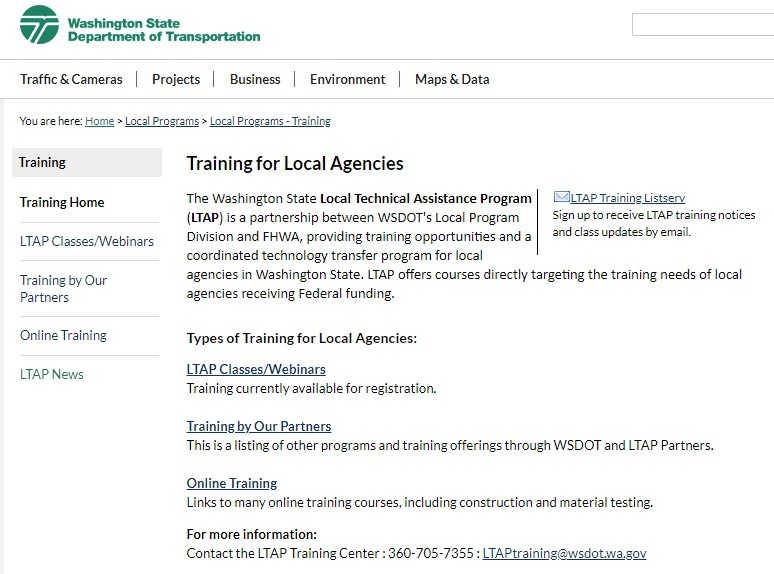 Washington State
Department of Transportation
Traffic & Cameras
Projects
Business
Environment
Maps & Data
You are here: Home > Local Programs > Local Programs - Training
Training
Training Home
LTAP Classes/Webinars
Training by Our
Partners
Online Training
LTAP News
Training for Local Agencies
The Washington State Local Technical Assistance Program
(LTAP) is a partnership between WSDOT's Local Program
Division and FHWA, providing training opportunities and a
coordinated technology transfer program for local
agencies in Washington State. LTAP offers courses directly targeting the training needs of local
agencies receiving Federal funding.
LTAP Training Listserv
Sign up to receive LTAP training notices
and class updates by email.
Types of Training for Local Agencies:
LTAP Classes/Webinars
Training currently available for registration.
Training by Our Partners
This is a listing of other programs and training offerings through WSDOT and LTAP Partners.
Online Training
Links to many online training courses, including construction and material testing.
For more information:
Contact the LTAP Training Center : 360-705-7355 : LTAPtraining@wsdot.wa.gov